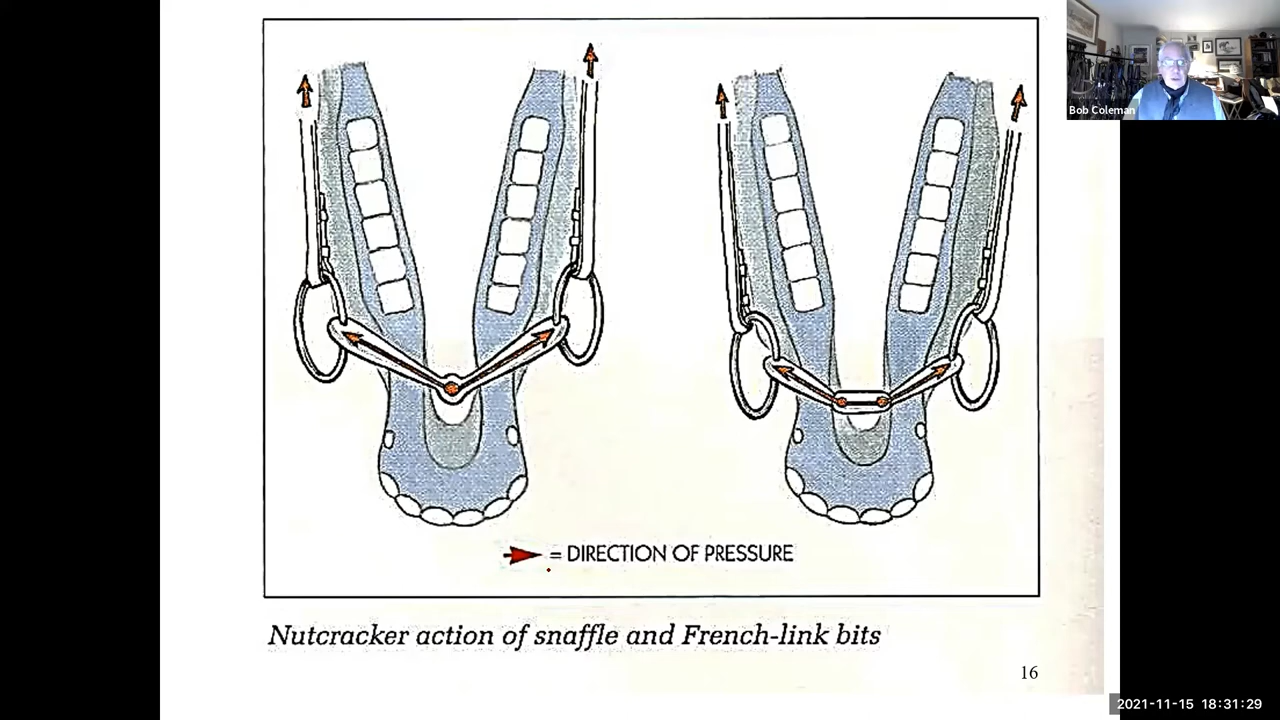 Bob Coleman
= DIRECTION OF PRESSURE
Nutcracker action of snaffle and French-link bits
16
2021-11-15 18:31:29